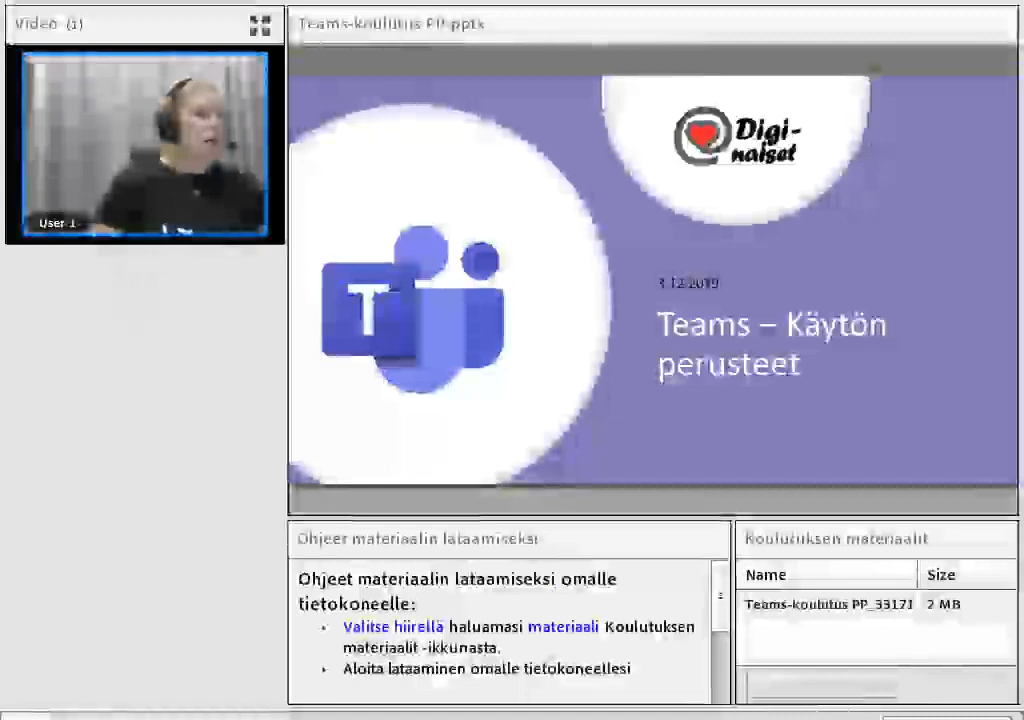 Video (1)
User 1
Teams-koulutus PP.pptx
Digi-
naiset
3.12.2019
Teams – Käytön
perusteet
T
Ohjeet materiaalin lataamiseksi
Ohjeet materiaalin lataamiseksi omalle
tietokoneelle:
• Valitse hiirellä haluamasi materiaali Koulutuksen
materiaalit -ikkunasta.
• Aloita lataaminen omalle tietokoneellesi
Koulutuksen materiaalit
Name Size
Teams-koulutus PP_33171 2 MB